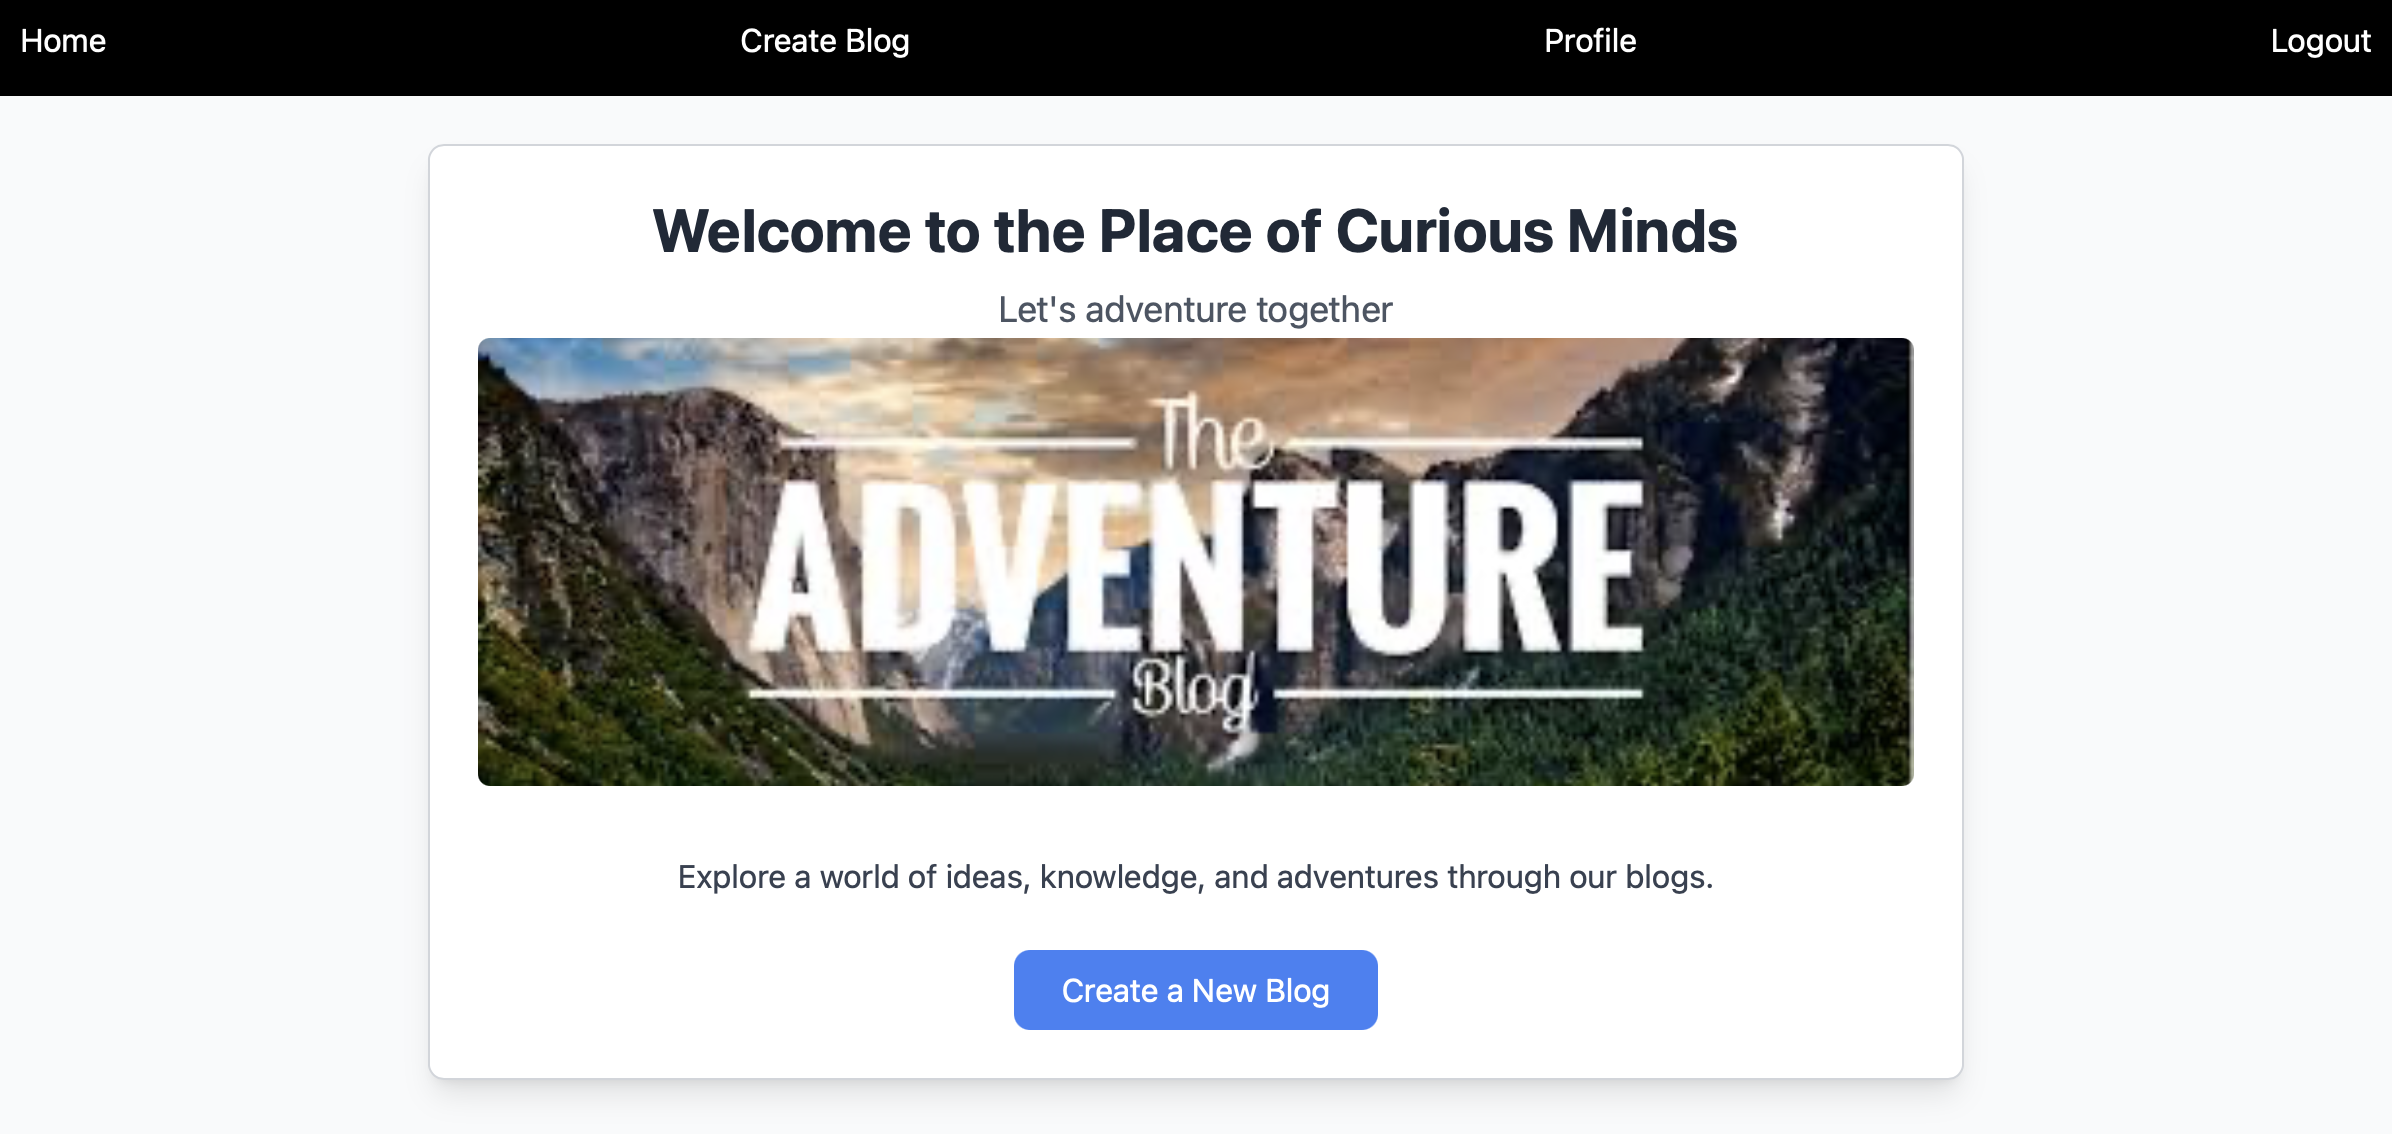 Home Create Blog Profile Logout
Welcome to the Place of Curious Minds
Let's adventure together
The
ADVENTURE
Blog
Explore a world of ideas, knowledge, and adventures through our blogs.
Create a New Blog